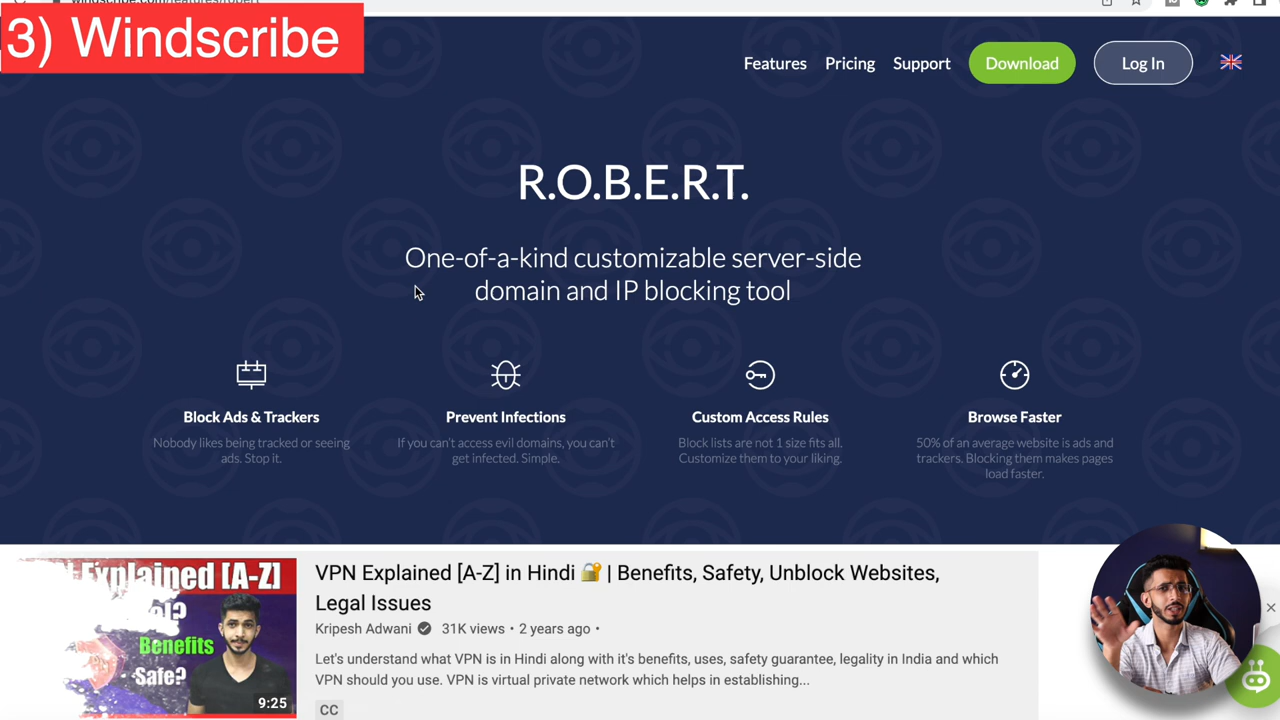 3) Windscribe
Features Pricing Support Download Log In
R.O.B.E.R.T.
One-of-a-kind customizable server-side
domain and IP blocking tool
Block Ads & Trackers
Nobody likes being tracked or seeing
ads. Stop it.
Prevent Infections
If you can't access evil domains, you can't
get infected. Simple.
Custom Access Rules
Block lists are not 1 size fits all.
Customize them to your liking.
Browse Faster
50% of an average website is ads and
trackers. Blocking them makes pages
load faster.
Explained [A-Z]
Benefits
Safe?
9:25
VPN Explained [A-Z] in Hindi 🔐 | Benefits, Safety, Unblock Websites,
Legal Issues
Kripesh Adwani 31K views • 2 years ago •
Let's understand what VPN is in Hindi along with it's benefits, uses, safety guarantee, legality in India and which
VPN should you use. VPN is virtual private network which helps in establishing...
CC